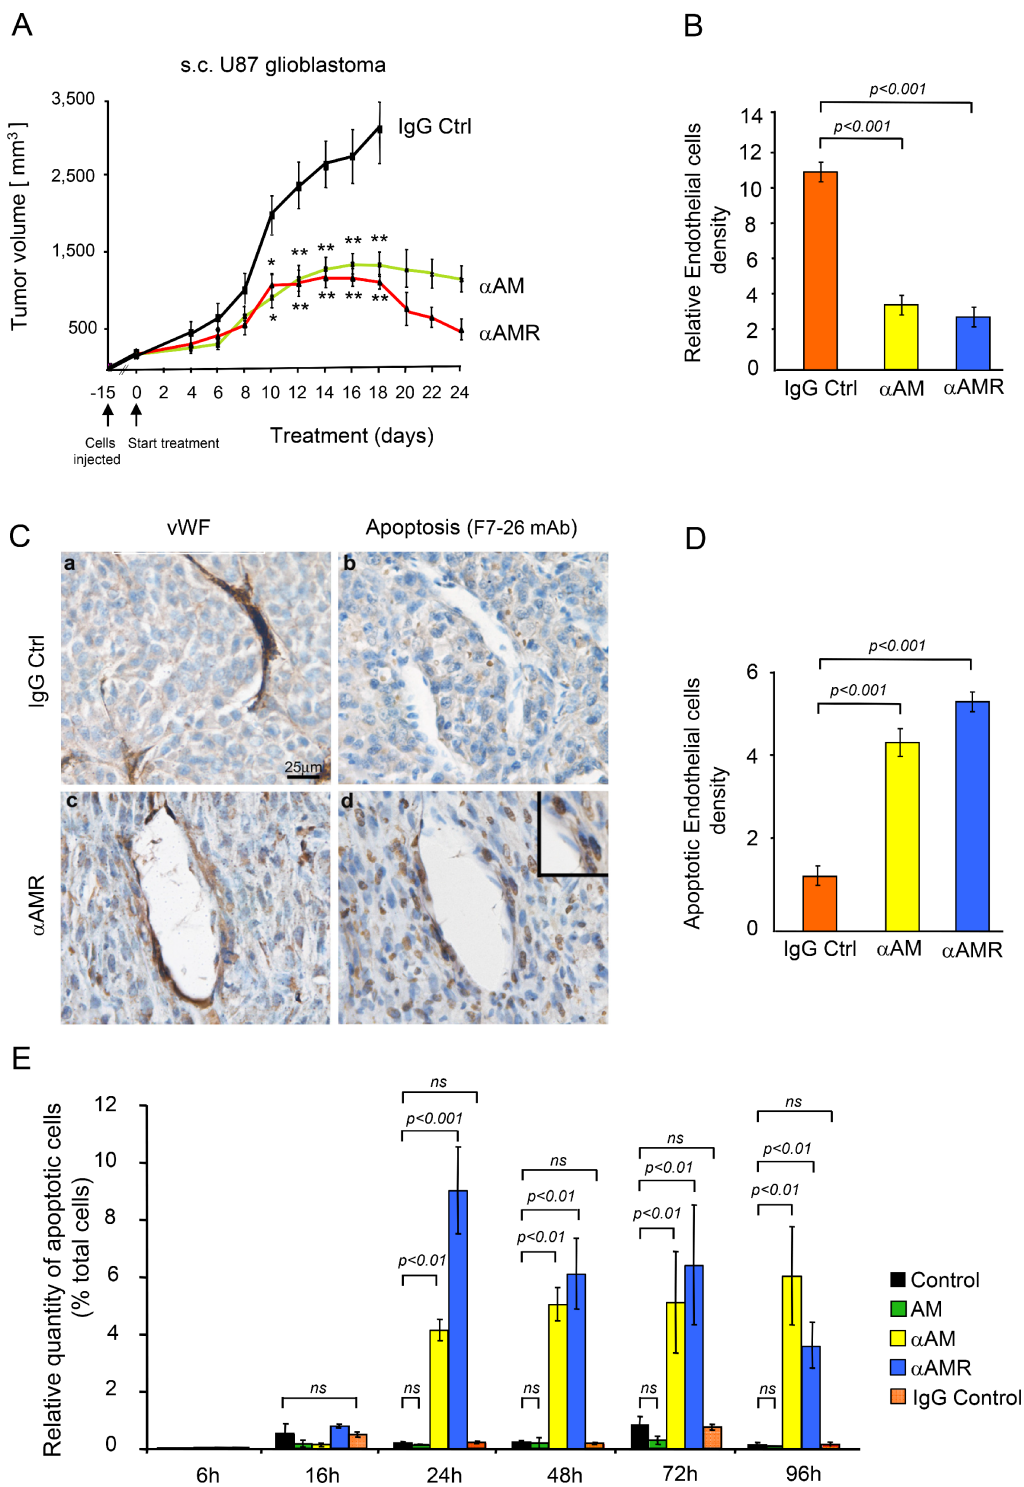 A
s.c. U87 glioblastoma
3,500
2,500
1,500
500
Tumor volume [ mm³ ]
IgG Ctrl
αAM
αAMR
* ** ** ** **
* ** ** ** **
-15 0 2 4 6 8 10 12 14 16 18 20 22 24
Cells
injected
Start treatment
Treatment (days)
B
p<0.001
p<0.001
14
12
10
8
6
4
2
0
Relative Endothelial cells
density
IgG Ctrl αAM αAMR
C
vWF
Apoptosis (F7-26 mAb)
IgG Ctrl
a
b
25µm
αAMR
c
d
D
p<0.001
p<0.001
6
4
2
0
Apoptotic Endothelial cells
density
IgG Ctrl αAM αAMR
E
Relative quantity of apoptotic cells
(% total cells)
12
10
8
6
4
2
0
ns
ns
p<0.001
p<0.01
ns
ns
p<0.01
p<0.01
ns
ns
p<0.01
p<0.01
ns
ns
p<0.01
p<0.01
ns
6h 16h 24h 48h 72h 96h
Control
AM
αAM
αAMR
IgG Control